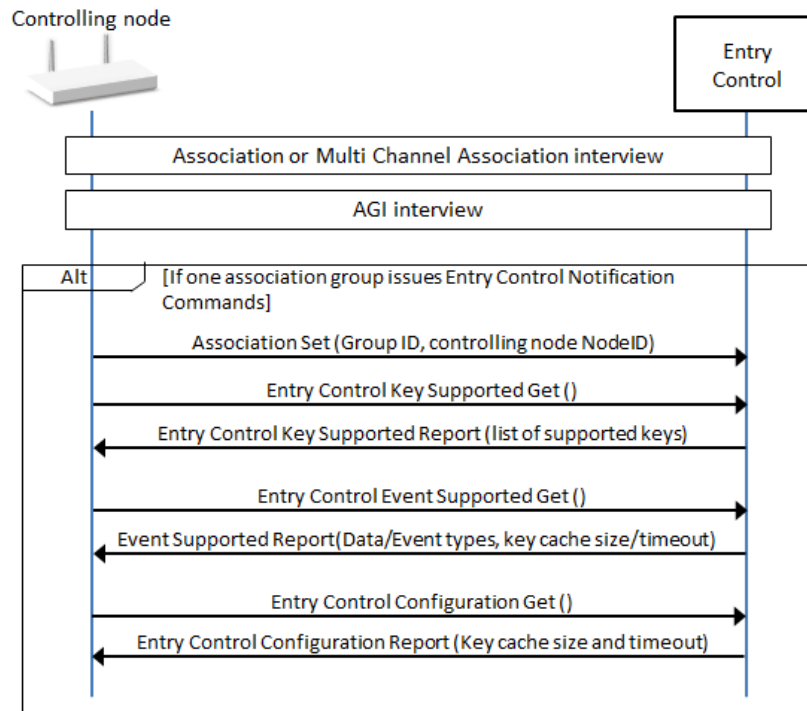 Controlling node
Entry
Control
Association or Multi Channel Association interview
AGI interview
Alt
[If one association group issues Entry Control Notification
Commands]
Association Set (Group ID, controlling node NodeID)
Entry Control Key Supported Get ()
Entry Control Key Supported Report (list of supported keys)
Entry Control Event Supported Get ()
Event Supported Report(Data/Event types, key cache size/timeout)
Entry Control Configuration Get ()
Entry Control Configuration Report (Key cache size and timeout)